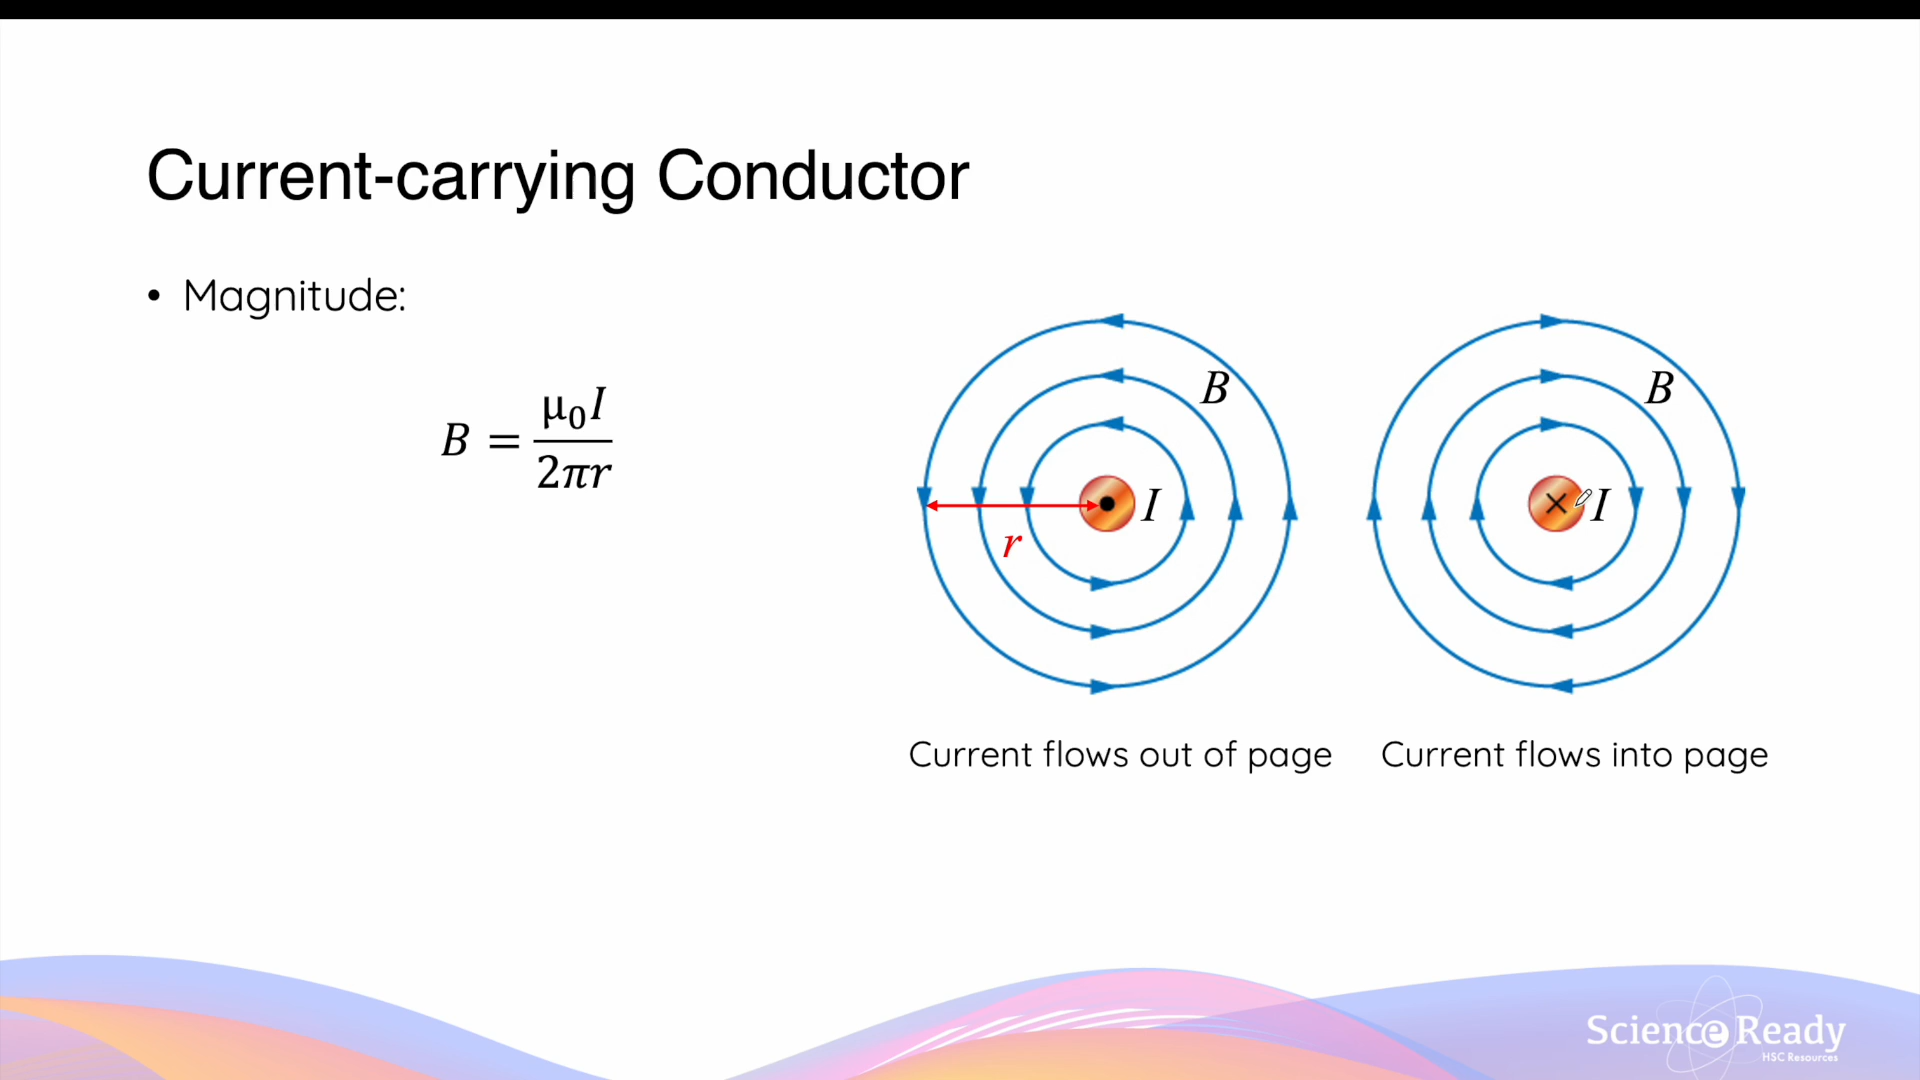 Current-carrying Conductor
• Magnitude:
B = μ₀I / 2πr
B
B
I
I
r
Current flows out of page
Current flows into page
Science Ready
HSC Resources